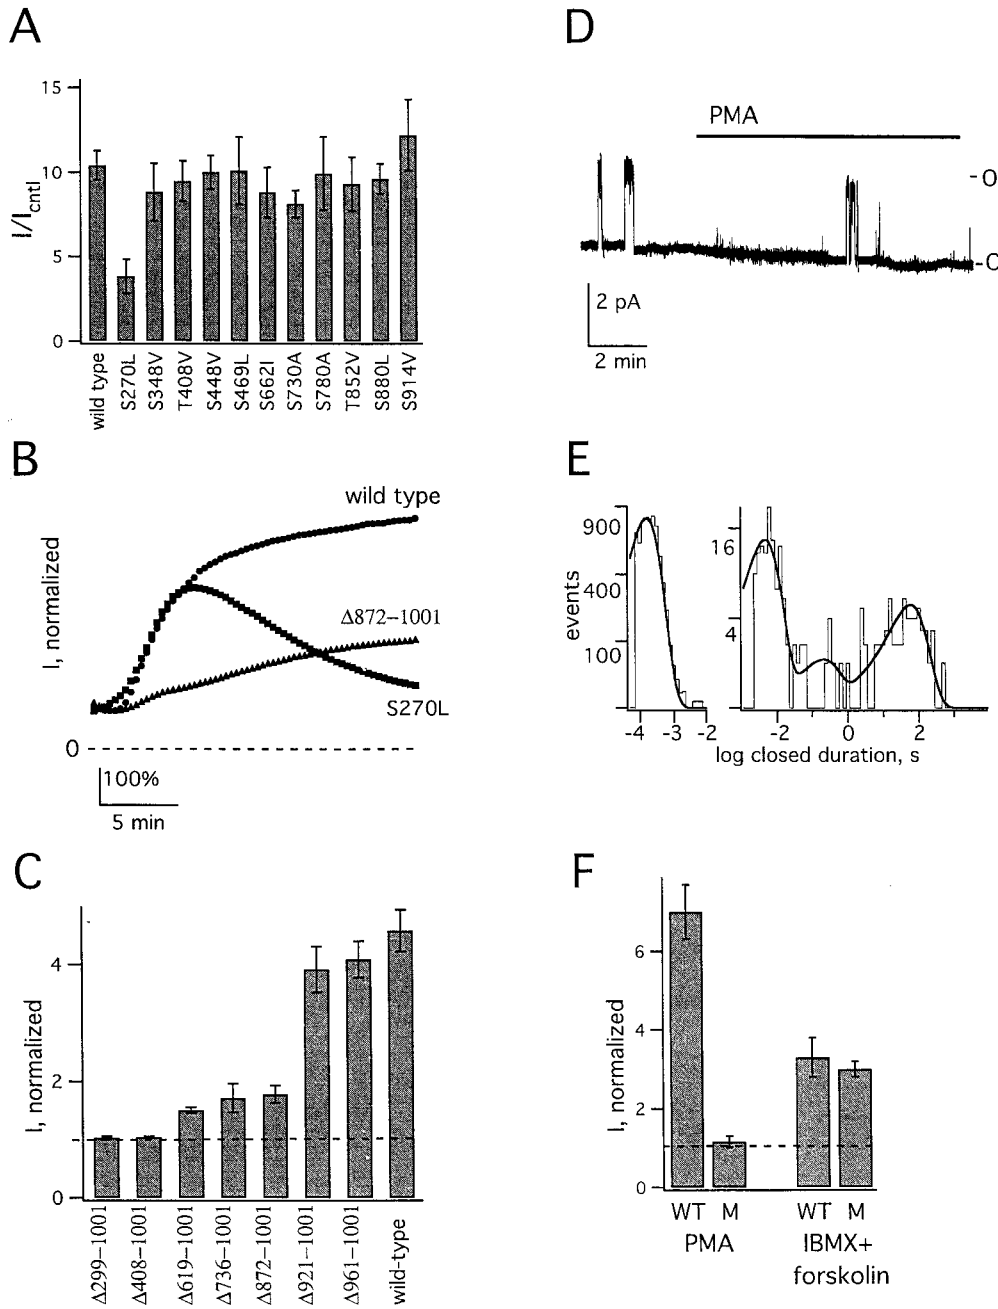 A
15
10
5
0
I/Icntl
wild type
S270L
S348V
T408V
S448V
S469L
S662I
S730A
S780A
T852V
S880L
S914V
B
wild type
Δ872–1001
S270L
I, normalized
0
100%
5 min
C
4
2
0
I, normalized
Δ299–1001
Δ408–1001
Δ619–1001
Δ736–1001
Δ872–1001
Δ921–1001
Δ961–1001
wild-type
D
PMA
-O
-C
2 pA
2 min
E
900
400
100
events
16
4
-4 -3 -2
-2 0 2
log closed duration, s
F
6
4
2
0
I, normalized
WT M WT M
PMA IBMX+
forskolin